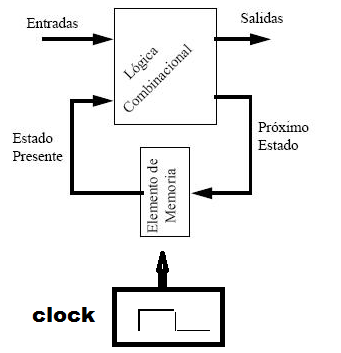 Entradas
Salidas
Lógica
Combinacional
Estado
Presente
Próximo
Estado
Elemento de
Memoria
clock